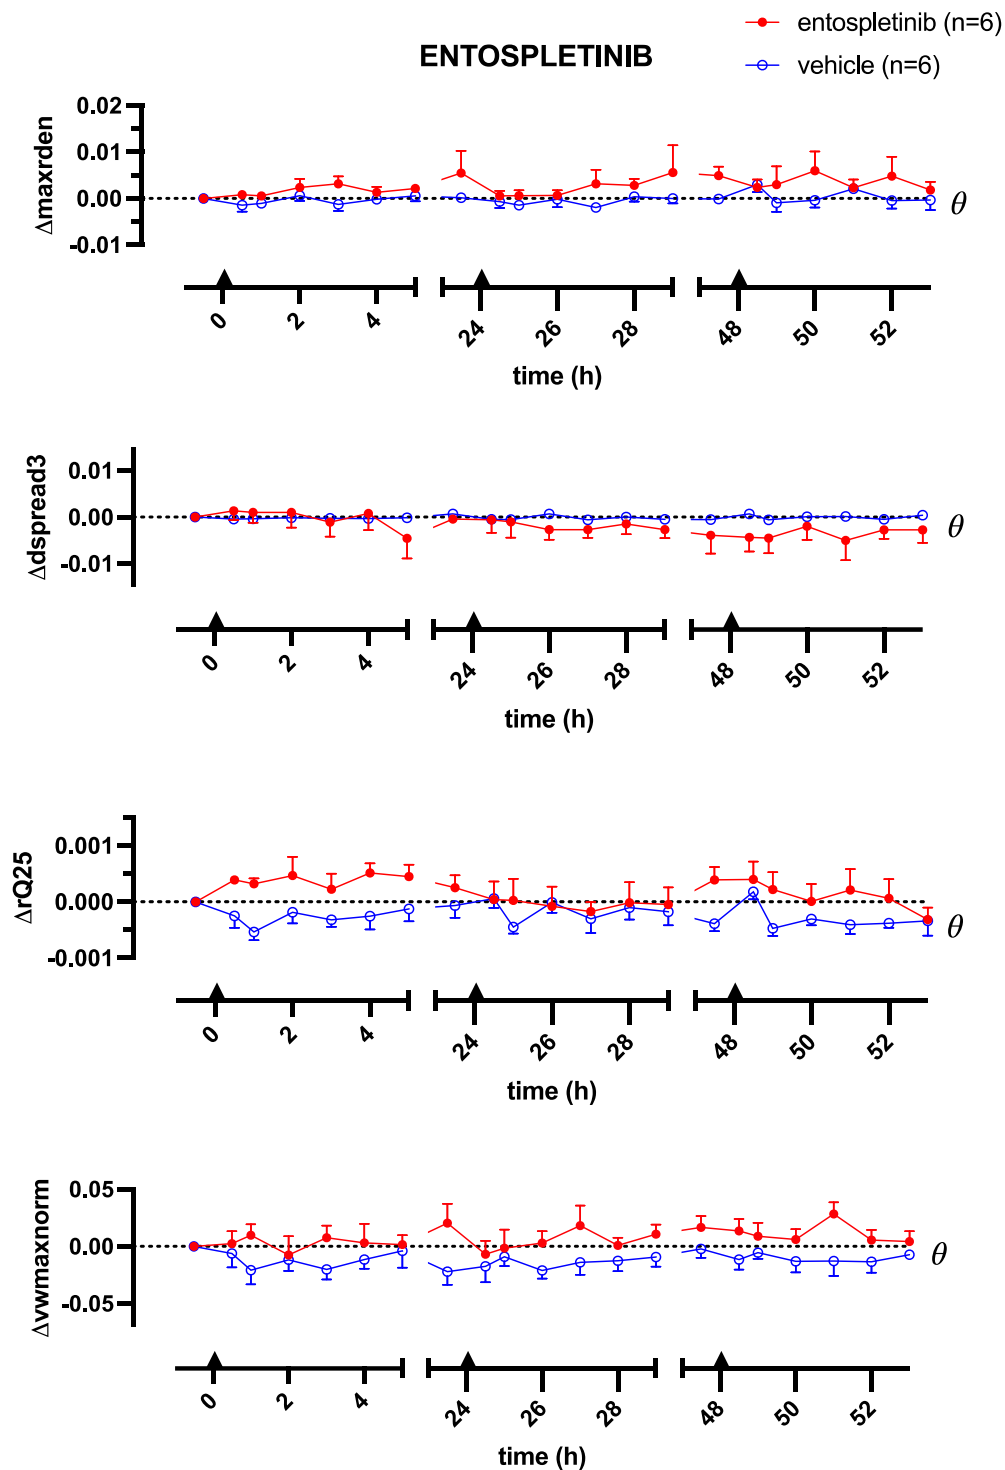 entospletinib (n=6)
ENTOSPLETINIB
vehicle (n=6)
Δmaxrden
0.02
0.01
0.00
-0.01
θ
0 2 4 24 26 28 48 50 52
time (h)
Δdspread3
0.01
0.00
-0.01
θ
0 2 4 24 26 28 48 50 52
time (h)
ΔrQ25
0.001
0.000
-0.001
θ
0 2 4 24 26 28 48 50 52
time (h)
Δvwmaxnorm
0.05
0.00
-0.05
θ
0 2 4 24 26 28 48 50 52
time (h)